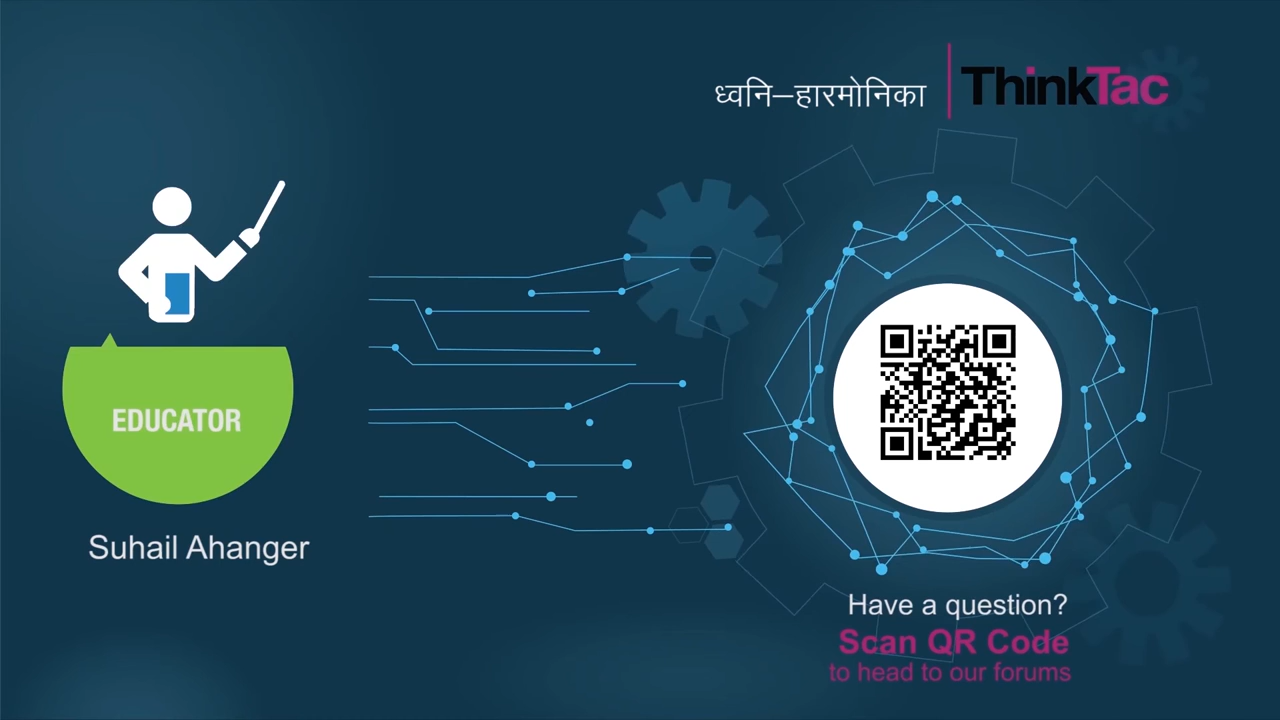 ध्वनि–हारमोनिका
ThinkTac
EDUCATOR
Suhail Ahanger
Have a question?
Scan QR Code
to head to our forums